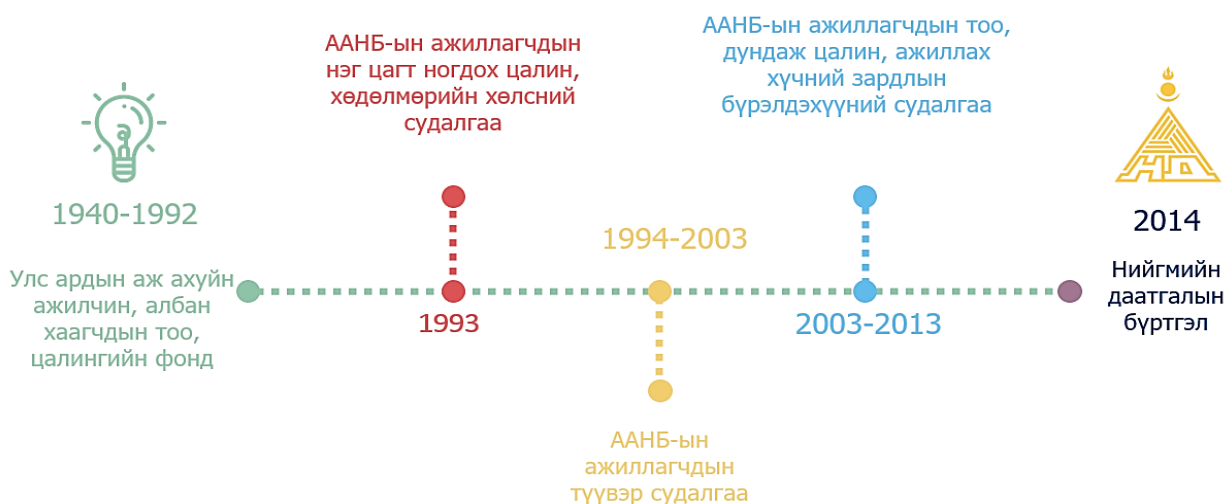 1940-1992
Улс ардын аж ахуйн
ажилчин, албан
хаагчдын тоо,
цалингийн фонд
ААНБ-ын ажиллагчдын
нэг цагт ногдох цалин,
хөдөлмөрийн хөлсний
судалгаа
1993
1994-2003
ААНБ-ын
ажиллагчдын
түүвэр судалгаа
ААНБ-ын ажиллагчдын тоо,
дундаж цалин, ажиллах
хүчний зардлын
бүрэлдэхүүний судалгаа
2003-2013
НД
2014
Нийгмийн
даатгалын
бүртгэл